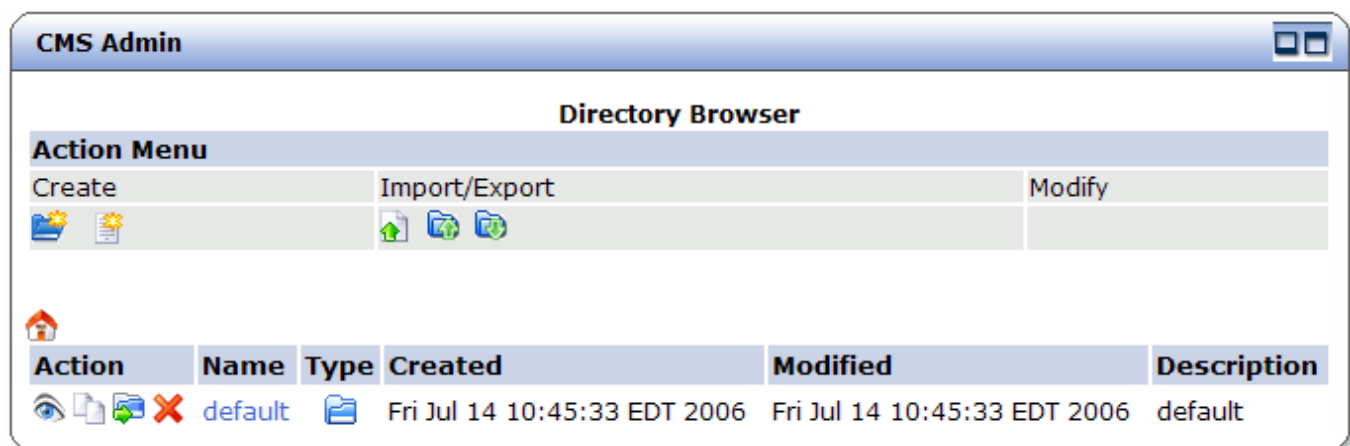 CMS Admin
Directory Browser
Action Menu
Create Import/Export Modify
Action Name Type Created Modified Description
default Fri Jul 14 10:45:33 EDT 2006 Fri Jul 14 10:45:33 EDT 2006 default